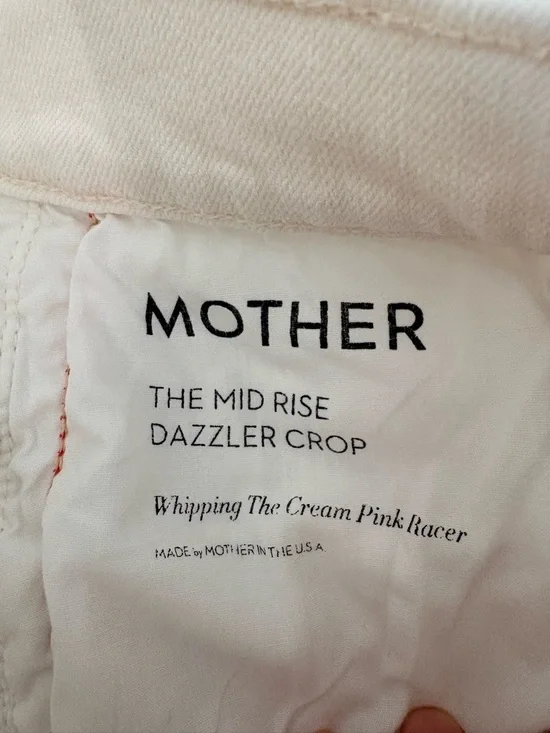 MOTHER
THE MID RISE
DAZZLER CROP
Whipping The Cream Pink Racer
MADE by MOTHER IN THE U.S.A.